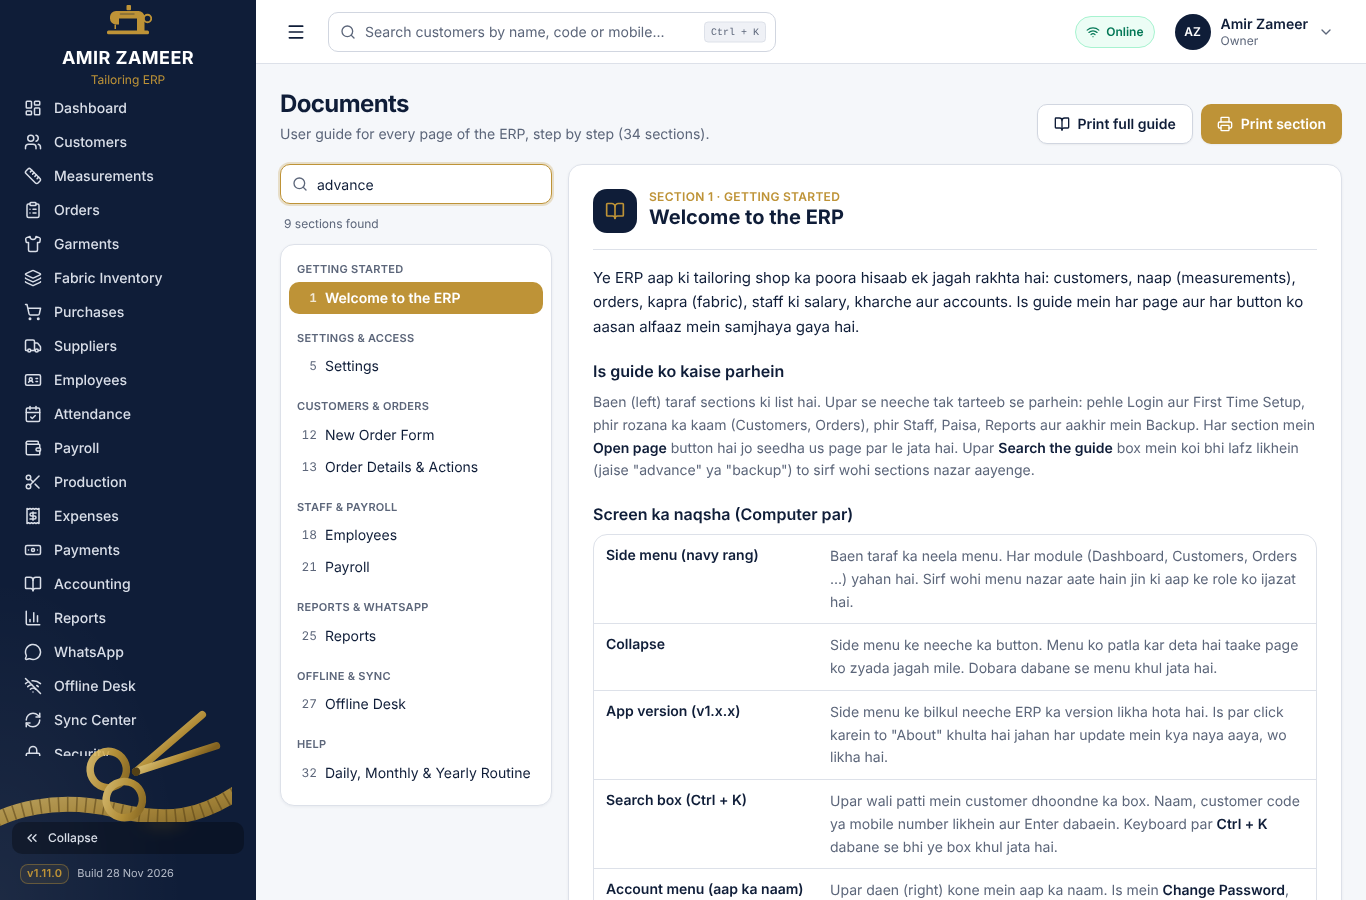 AMIR ZAMEER
Tailoring ERP
Dashboard
Customers
Measurements
Orders
Garments
Fabric Inventory
Purchases
Suppliers
Employees
Attendance
Payroll
Production
Expenses
Payments
Accounting
Reports
WhatsApp
Offline Desk
Sync Center
Security
Collapse
v1.11.0 Build 28 Nov 2026
Search customers by name, code or mobile... Ctrl + K
Online
AZ
Amir Zameer
Owner
Documents
User guide for every page of the ERP, step by step (34 sections).
Print full guide
Print section
advance
9 sections found
GETTING STARTED
1 Welcome to the ERP
SETTINGS & ACCESS
5 Settings
CUSTOMERS & ORDERS
12 New Order Form
13 Order Details & Actions
STAFF & PAYROLL
18 Employees
21 Payroll
REPORTS & WHATSAPP
25 Reports
OFFLINE & SYNC
27 Offline Desk
HELP
32 Daily, Monthly & Yearly Routine
SECTION 1 · GETTING STARTED
Welcome to the ERP
Ye ERP aap ki tailoring shop ka poora hisaab ek jagah rakhta hai: customers, naap (measurements),
orders, kapra (fabric), staff ki salary, kharche aur accounts. Is guide mein har page aur har button ko
aasan alfaaz mein samjhaya gaya hai.
Is guide ko kaise parhein
Baen (left) taraf sections ki list hai. Upar se neeche tak tarteeb se parhein: pehle Login aur First Time Setup,
phir rozana ka kaam (Customers, Orders), phir Staff, Paisa, Reports aur aakhir mein Backup. Har section mein
Open page button hai jo seedha us page par le jata hai. Upar Search the guide box mein koi bhi lafz likhein
(jaise "advance" ya "backup") to sirf wohi sections nazar aayenge.
Screen ka naqsha (Computer par)
Side menu (navy rang)
Baen taraf ka neela menu. Har module (Dashboard, Customers, Orders
...) yahan hai. Sirf wohi menu nazar aate hain jin ki aap ke role ko ijazat
hai.
Collapse
Side menu ke neeche ka button. Menu ko patla kar deta hai taake page
ko zyada jagah mile. Dobara dabane se menu khul jata hai.
App version (v1.x.x)
Side menu ke bilkul neeche ERP ka version likha hota hai. Is par click
karein to "About" khulta hai jahan har update mein kya naya aaya, wo
likha hai.
Search box (Ctrl + K)
Upar wali patti mein customer dhoondne ka box. Naam, customer code
ya mobile number likhein aur Enter dabaein. Keyboard par Ctrl + K
dabane se bhi ye box khul jata hai.
Account menu (aap ka naam)
Upar daen (right) kone mein aap ka naam. Is mein Change Password,